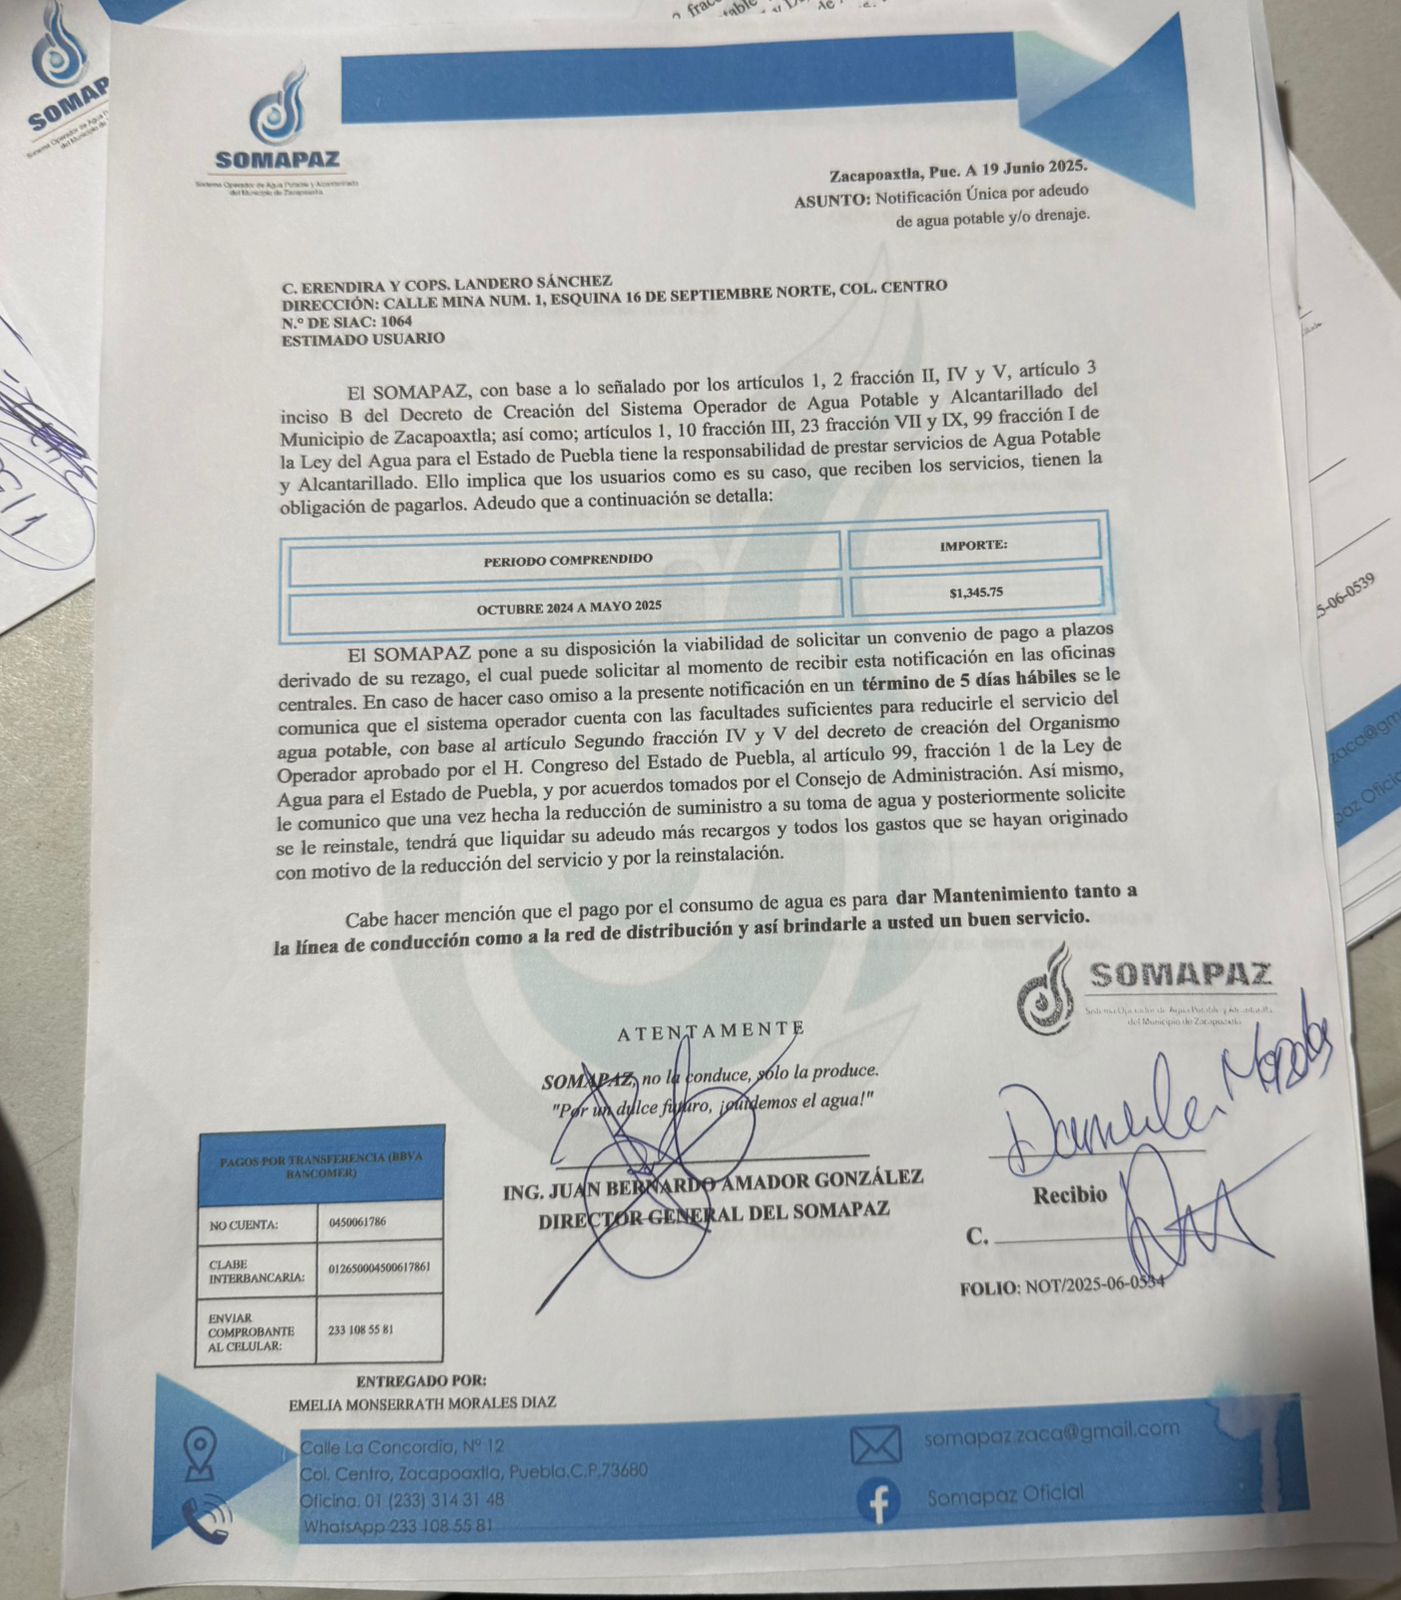 SOMAPAZ
Sistema Operador de Agua Potable y Alcantarillado
del Municipio de Zacapoaxtla
Zacapoaxtla, Pue. A 19 Junio 2025.
ASUNTO: Notificación Única por adeudo
de agua potable y/o drenaje.
C. ERENDIRA Y COPS. LANDERO SÁNCHEZ
DIRECCIÓN: CALLE MINA NUM. 1, ESQUINA 16 DE SEPTIEMBRE NORTE, COL. CENTRO
N.º DE SIAC: 1064
ESTIMADO USUARIO
El SOMAPAZ, con base a lo señalado por los artículos 1, 2 fracción II, IV y V, artículo 3
inciso B del Decreto de Creación del Sistema Operador de Agua Potable y Alcantarillado del
Municipio de Zacapoaxtla; así como; artículos 1, 10 fracción III, 23 fracción VII y IX, 99 fracción I de
la Ley del Agua para el Estado de Puebla tiene la responsabilidad de prestar servicios de Agua Potable
y Alcantarillado. Ello implica que los usuarios como es su caso, que reciben los servicios, tienen la
obligación de pagarlos. Adeudo que a continuación se detalla:
PERIODO COMPRENDIDO
IMPORTE:
OCTUBRE 2024 A MAYO 2025
$1,345.75
El SOMAPAZ pone a su disposición la viabilidad de solicitar un convenio de pago a plazos
derivado de su rezago, el cual puede solicitar al momento de recibir esta notificación en las oficinas
centrales. En caso de hacer caso omiso a la presente notificación en un término de 5 días hábiles se le
comunica que el sistema operador cuenta con las facultades suficientes para reducirle el servicio del
agua potable, con base al artículo Segundo fracción IV y V del decreto de creación del Organismo
Operador aprobado por el H. Congreso del Estado de Puebla, al artículo 99, fracción 1 de la Ley de
Agua para el Estado de Puebla, y por acuerdos tomados por el Consejo de Administración. Así mismo,
le comunico que una vez hecha la reducción de suministro a su toma de agua y posteriormente solicite
se le reinstale, tendrá que liquidar su adeudo más recargos y todos los gastos que se hayan originado
con motivo de la reducción del servicio y por la reinstalación.
Cabe hacer mención que el pago por el consumo de agua es para dar Mantenimiento tanto a
la línea de conducción como a la red de distribución y así brindarle a usted un buen servicio.
SOMAPAZ
Sistema Operador de Agua Potable y Alcantarillado
del Municipio de Zacapoaxtla
ATENTAMENTE
SOMAPAZ, no la conduce, sólo la produce.
"Por un dulce futuro, ¡cuidemos el agua!"
ING. JUAN BERNARDO AMADOR GONZÁLEZ
DIRECTOR GENERAL DEL SOMAPAZ
Morales
Recibio
C.
FOLIO: NOT/2025-06-0534
PAGOS POR TRANSFERENCIA (BBVA
BANCOMER)
NO CUENTA:
0450061786
CLABE
INTERBANCARIA:
012650004500617861
ENVIAR
COMPROBANTE
AL CELULAR:
233 108 55 81
ENTREGADO POR:
EMELIA MONSERRATH MORALES DIAZ
Calle La Concordia, Nº 12
Col. Centro, Zacapoaxtla, Puebla.C.P.73680
Oficina. 01 (233) 314 31 48
WhatsApp 233 108 55 81
somapaz.zaca@gmail.com
Somapaz Oficial
5-06-0539